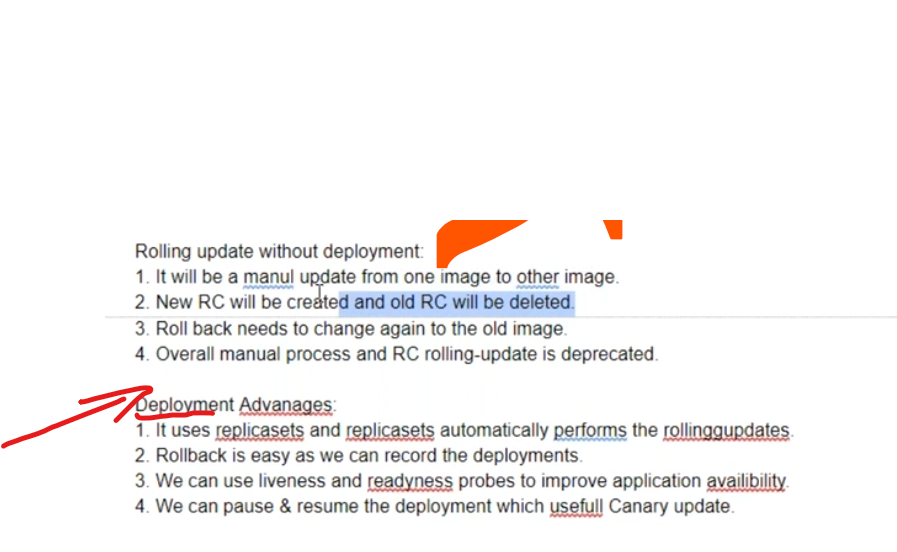 Rolling update without deployment:
1. It will be a manul update from one image to other image.
2. New RC will be created and old RC will be deleted.
3. Roll back needs to change again to the old image.
4. Overall manual process and RC rolling-update is deprecated.
Deployment Advanages:
1. It uses replicasets and replicasets automatically performs the rollinggupdates.
2. Rollback is easy as we can record the deployments.
3. We can use liveness and readyness probes to improve application availibility.
4. We can pause & resume the deployment which usefull Canary update.